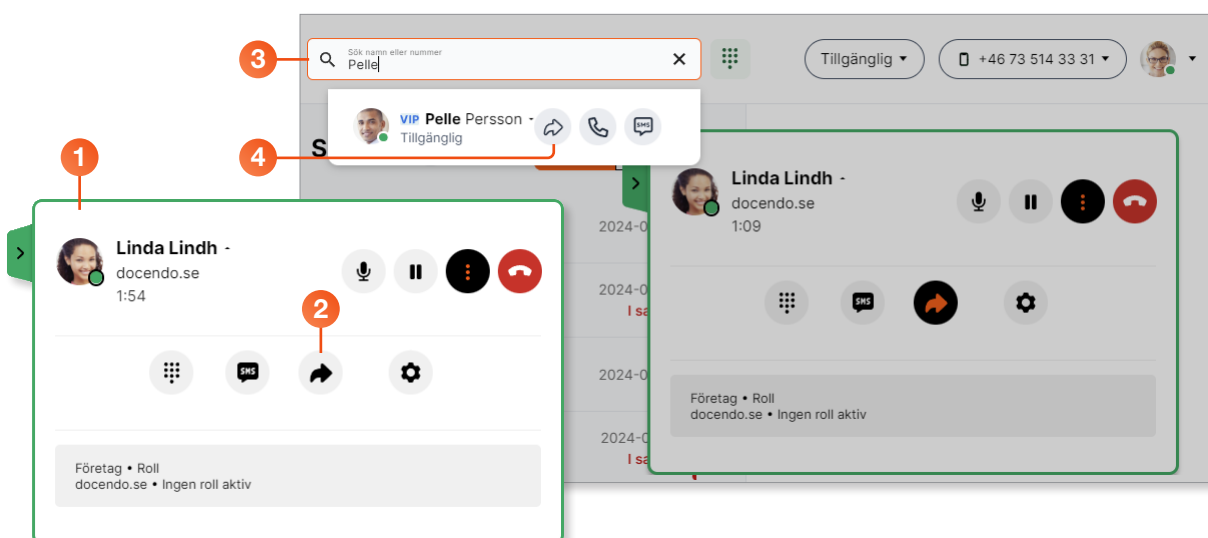 3
Sök namn eller nummer
Pelle
Tillgänglig
+46 73 514 33 31
VIP Pelle Persson -
Tillgänglig
SMS
4
S
1
Linda Lindh -
docendo.se
1:54
2
SMS
Företag • Roll
docendo.se • Ingen roll aktiv
2024-0
2024-0
I sa
2024-0
2024-0
I sa
Linda Lindh -
docendo.se
1:09
SMS
Företag • Roll
docendo.se • Ingen roll aktiv